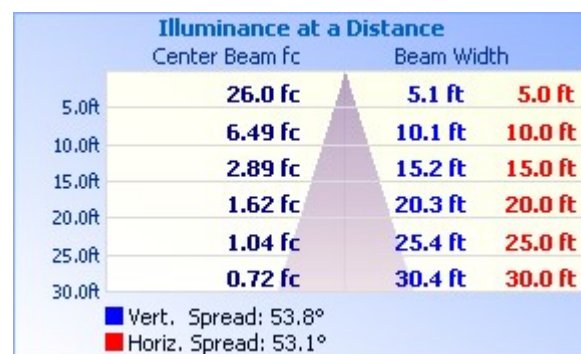 Illuminance at a Distance
Center Beam fc Beam Width
5.0ft 26.0 fc 5.1 ft 5.0 ft
10.0ft 6.49 fc 10.1 ft 10.0 ft
15.0ft 2.89 fc 15.2 ft 15.0 ft
20.0ft 1.62 fc 20.3 ft 20.0 ft
25.0ft 1.04 fc 25.4 ft 25.0 ft
30.0ft 0.72 fc 30.4 ft 30.0 ft
Vert. Spread: 53.8°
Horiz. Spread: 53.1°